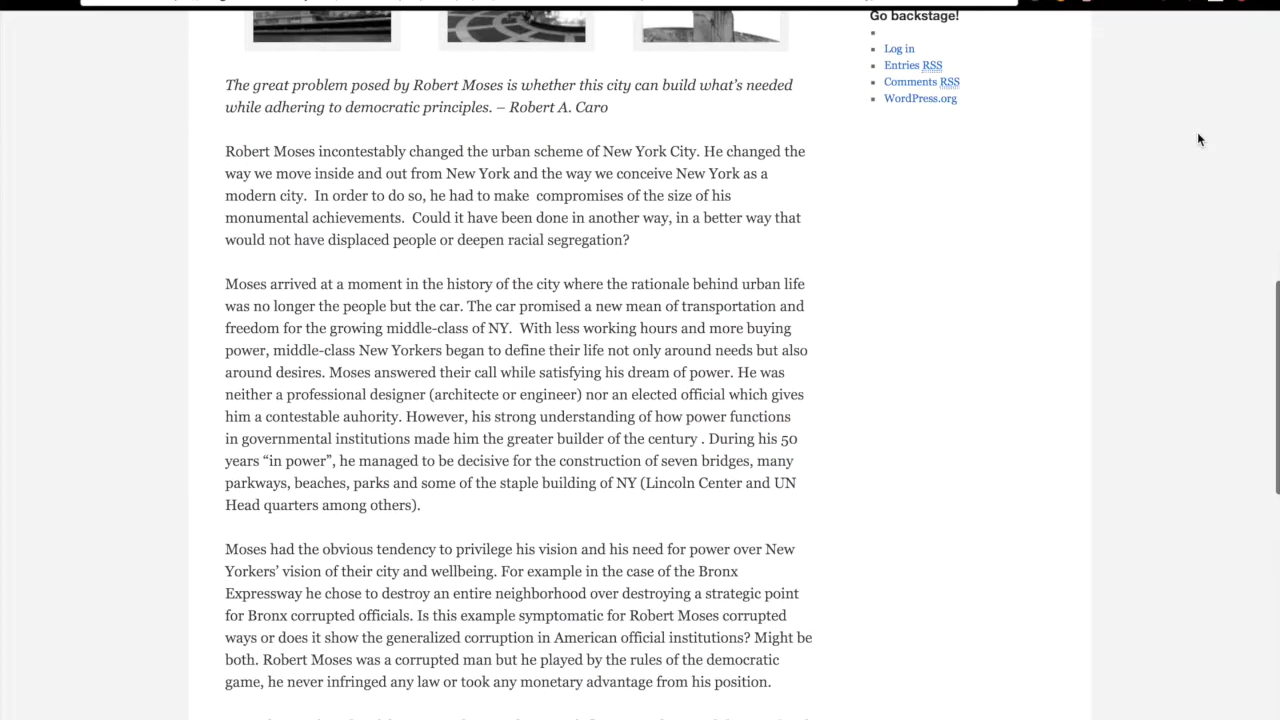 Go backstage!
Log in
Entries RSS
Comments RSS
WordPress.org
The great problem posed by Robert Moses is whether this city can build what's needed
while adhering to democratic principles. – Robert A. Caro
Robert Moses incontestably changed the urban scheme of New York City. He changed the
way we move inside and out from New York and the way we conceive New York as a
modern city.  In order to do so, he had to make  compromises of the size of his
monumental achievements.  Could it have been done in another way, in a better way that
would not have displaced people or deepen racial segregation?
Moses arrived at a moment in the history of the city where the rationale behind urban life
was no longer the people but the car. The car promised a new mean of transportation and
freedom for the growing middle-class of NY.  With less working hours and more buying
power, middle-class New Yorkers began to define their life not only around needs but also
around desires. Moses answered their call while satisfying his dream of power. He was
neither a professional designer (architecte or engineer) nor an elected official which gives
him a contestable auhority. However, his strong understanding of how power functions
in governmental institutions made him the greater builder of the century . During his 50
years “in power”, he managed to be decisive for the construction of seven bridges, many
parkways, beaches, parks and some of the staple building of NY (Lincoln Center and UN
Head quarters among others).
Moses had the obvious tendency to privilege his vision and his need for power over New
Yorkers’ vision of their city and wellbeing. For example in the case of the Bronx
Expressway he chose to destroy an entire neighborhood over destroying a strategic point
for Bronx corrupted officials. Is this example symptomatic for Robert Moses corrupted
ways or does it show the generalized corruption in American official institutions? Might be
both. Robert Moses was a corrupted man but he played by the rules of the democratic
game, he never infringed any law or took any monetary advantage from his position.